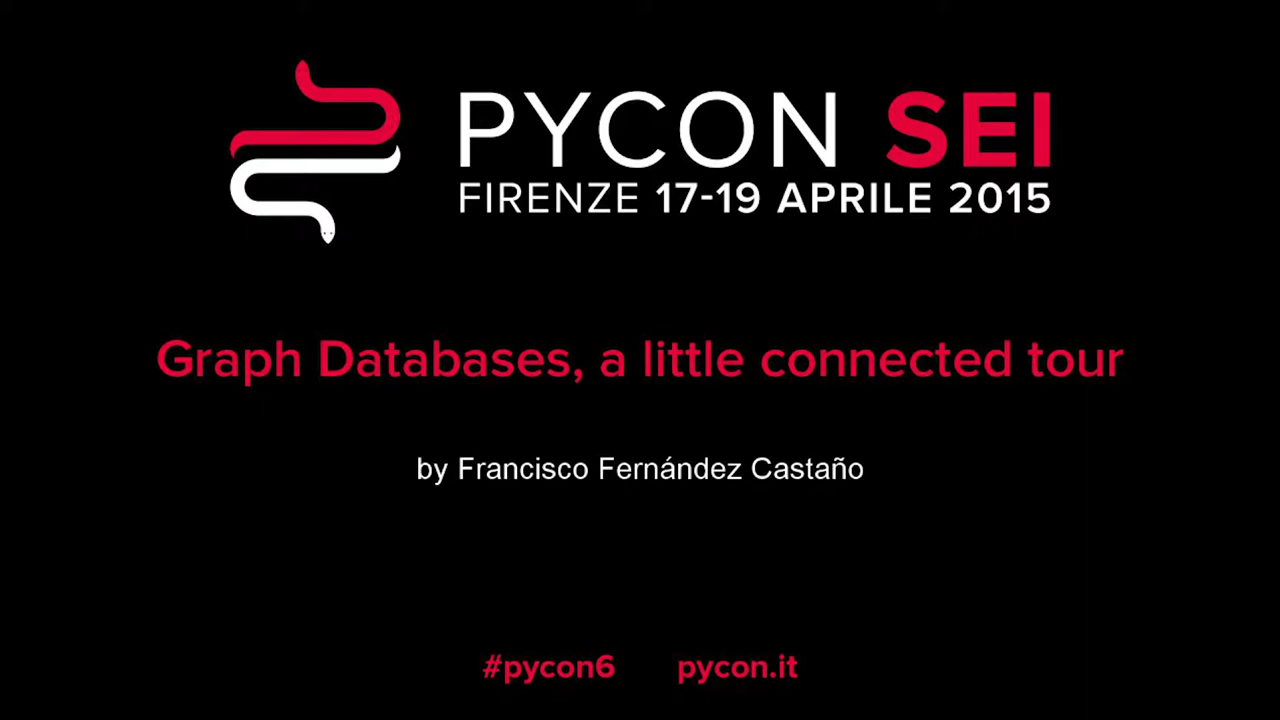 PYCON SEI
FIRENZE 17-19 APRILE 2015
Graph Databases, a little connected tour
by Francisco Fernández Castaño
#pycon6 pycon.it